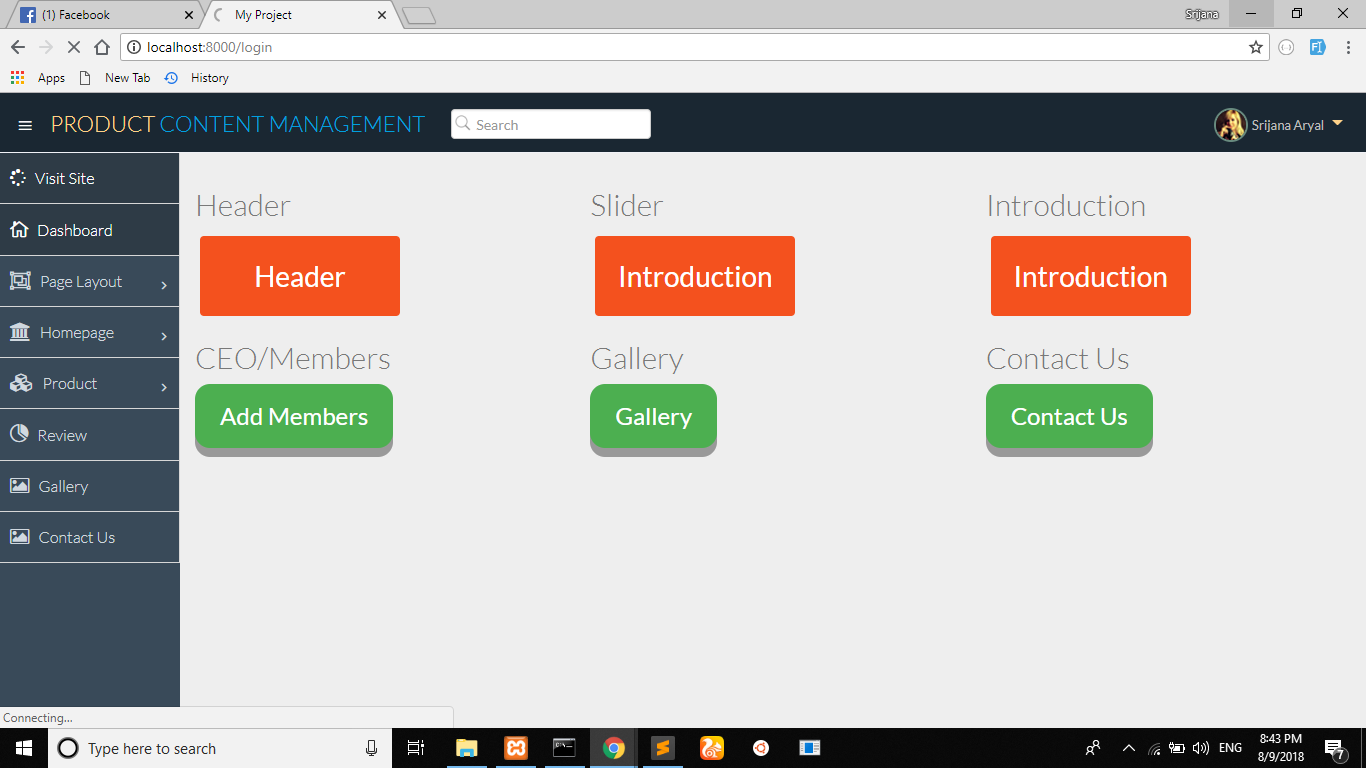 (1) Facebook
My Project
Srijana
localhost:8000/login
Apps
New Tab
History
PRODUCT CONTENT MANAGEMENT
Search
Srijana Aryal
Visit Site
Dashboard
Page Layout
Homepage
Product
Review
Gallery
Contact Us
Header
Slider
Introduction
Header
Introduction
Introduction
CEO/Members
Gallery
Contact Us
Add Members
Gallery
Contact Us
Connecting...
Type here to search
ENG
8:43 PM
8/9/2018
7